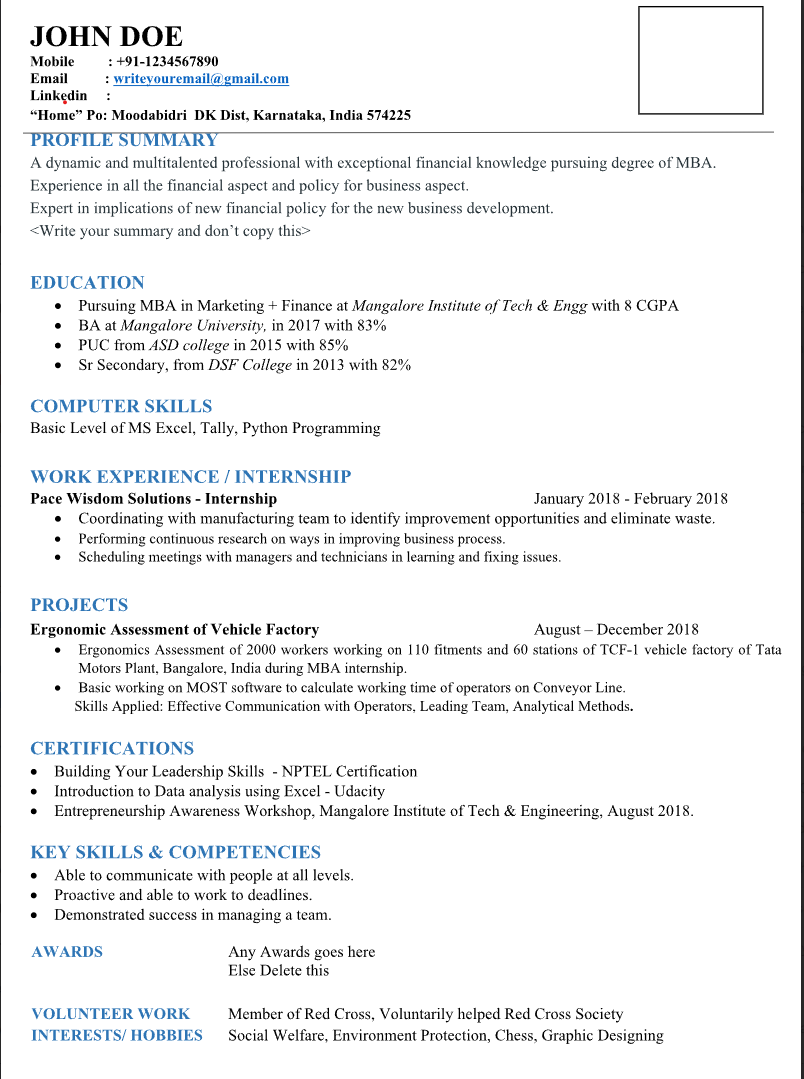 JOHN DOE
Mobile : +91-1234567890
Email : writeyouremail@gmail.com
Linkedin :
“Home” Po: Moodabidri DK Dist, Karnataka, India 574225
PROFILE SUMMARY
A dynamic and multitalented professional with exceptional financial knowledge pursuing degree of MBA.
Experience in all the financial aspect and policy for business aspect.
Expert in implications of new financial policy for the new business development.
<Write your summary and don’t copy this>
EDUCATION
• Pursuing MBA in Marketing + Finance at Mangalore Institute of Tech & Engg with 8 CGPA
• BA at Mangalore University, in 2017 with 83%
• PUC from ASD college in 2015 with 85%
• Sr Secondary, from DSF College in 2013 with 82%
COMPUTER SKILLS
Basic Level of MS Excel, Tally, Python Programming
WORK EXPERIENCE / INTERNSHIP
Pace Wisdom Solutions - Internship January 2018 - February 2018
• Coordinating with manufacturing team to identify improvement opportunities and eliminate waste.
• Performing continuous research on ways in improving business process.
• Scheduling meetings with managers and technicians in learning and fixing issues.
PROJECTS
Ergonomic Assessment of Vehicle Factory August – December 2018
• Ergonomics Assessment of 2000 workers working on 110 fitments and 60 stations of TCF-1 vehicle factory of Tata
Motors Plant, Bangalore, India during MBA internship.
• Basic working on MOST software to calculate working time of operators on Conveyor Line.
Skills Applied: Effective Communication with Operators, Leading Team, Analytical Methods.
CERTIFICATIONS
• Building Your Leadership Skills - NPTEL Certification
• Introduction to Data analysis using Excel - Udacity
• Entrepreneurship Awareness Workshop, Mangalore Institute of Tech & Engineering, August 2018.
KEY SKILLS & COMPETENCIES
• Able to communicate with people at all levels.
• Proactive and able to work to deadlines.
• Demonstrated success in managing a team.
AWARDS Any Awards goes here
Else Delete this
VOLUNTEER WORK Member of Red Cross, Voluntarily helped Red Cross Society
INTERESTS/ HOBBIES Social Welfare, Environment Protection, Chess, Graphic Designing